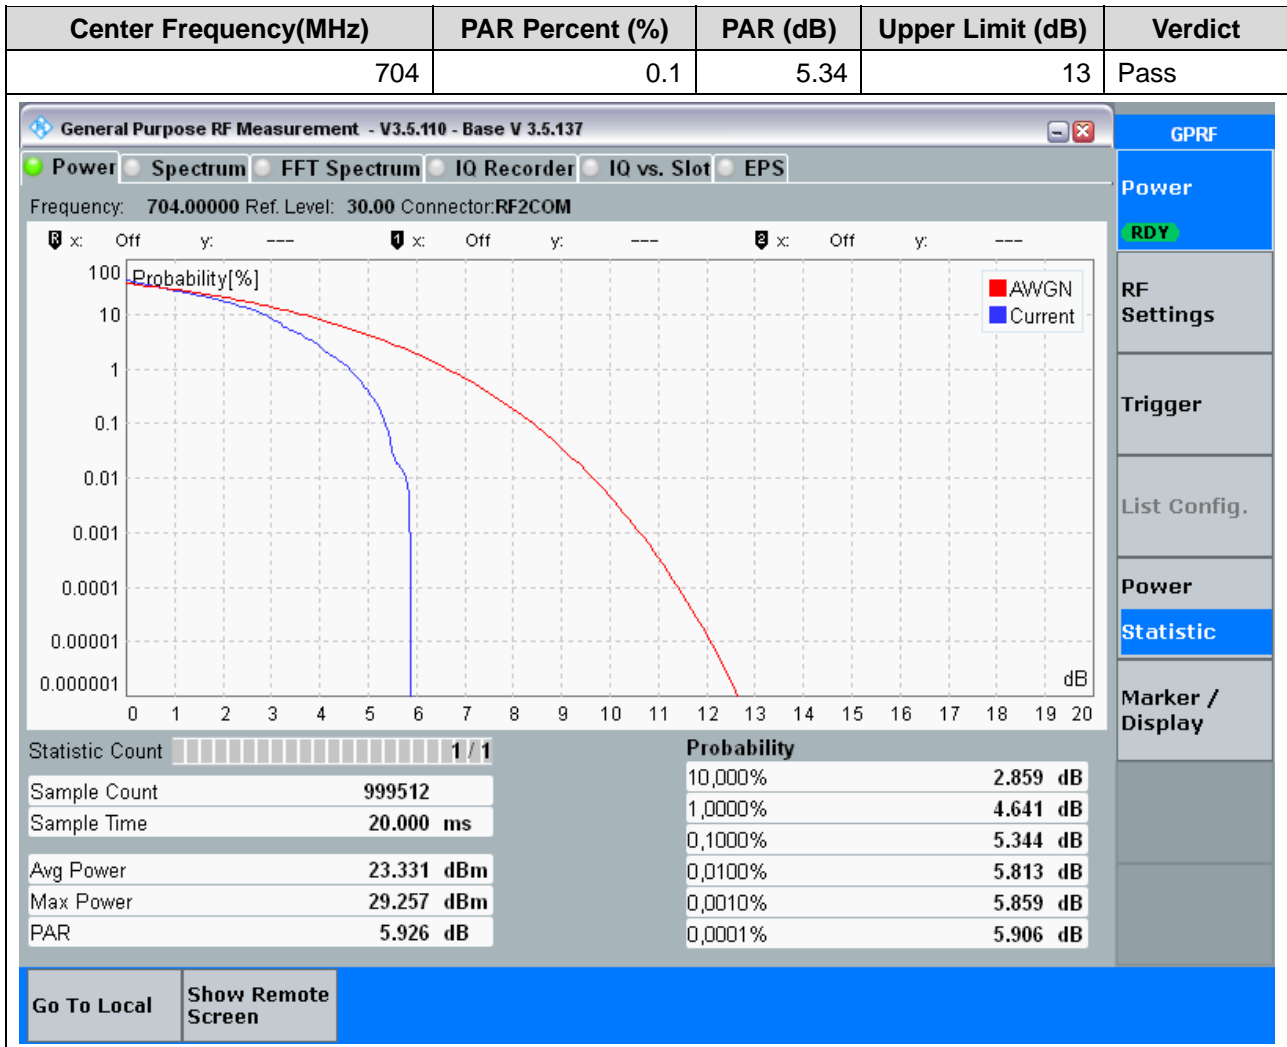 Center Frequency(MHz) PAR Percent (%) PAR (dB) Upper Limit (dB) Verdict
704 0.1 5.34 13 Pass
General Purpose RF Measurement - V3.5.110 - Base V 3.5.137
GPRF
Power Spectrum FFT Spectrum IQ Recorder IQ vs. Slot EPS
Frequency: 704.00000 Ref. Level: 30.00 Connector:RF2COM
R x: Off y: --- 1 x: Off y: --- 2 x: Off y: ---
Probability[%]
AWGN
Current
100
10
1
0.1
0.01
0.001
0.0001
0.00001
0.000001
dB
0 1 2 3 4 5 6 7 8 9 10 11 12 13 14 15 16 17 18 19 20
Statistic Count 1 / 1
Sample Count 999512
Sample Time 20.000 ms
Avg Power 23.331 dBm
Max Power 29.257 dBm
PAR 5.926 dB
Probability
10,000% 2.859 dB
1,0000% 4.641 dB
0,1000% 5.344 dB
0,0100% 5.813 dB
0,0010% 5.859 dB
0,0001% 5.906 dB
Power
RDY
RF
Settings
Trigger
List Config.
Power
Statistic
Marker /
Display
Go To Local
Show Remote
Screen